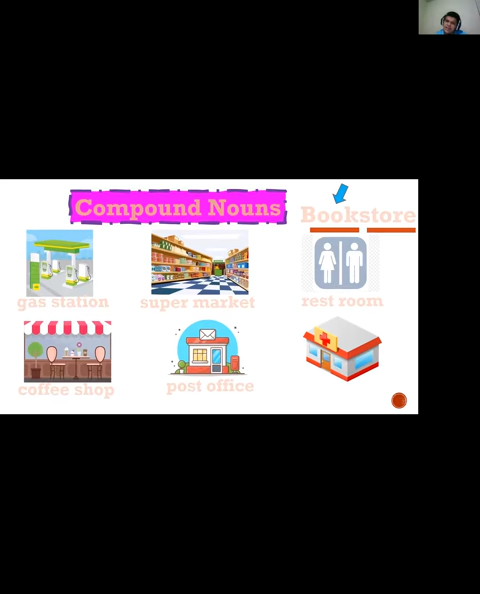 Compound Nouns
Bookstore
gas station
super market
rest room
coffee shop
post office